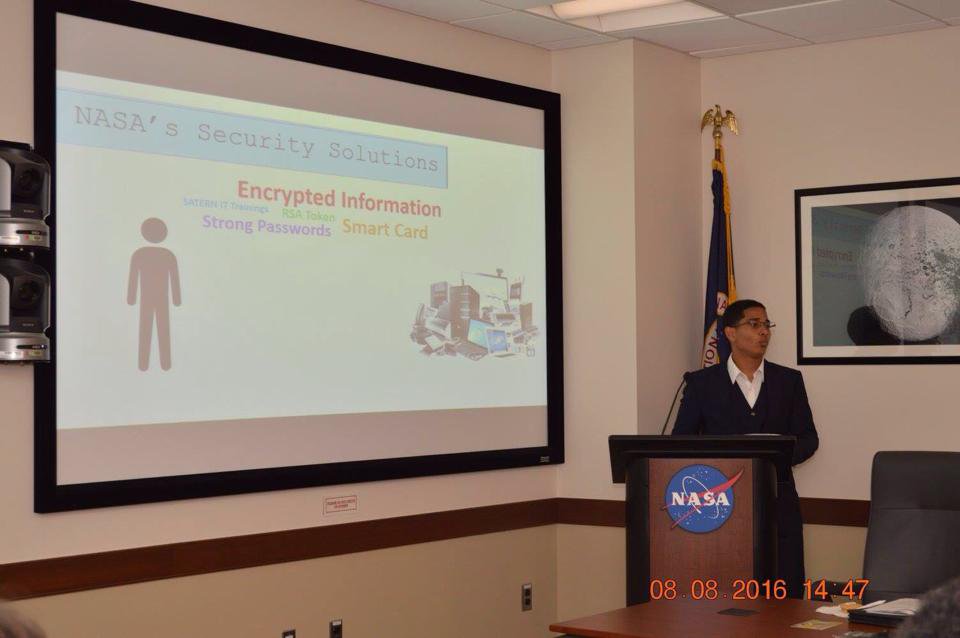 NASA's Security Solutions
Encrypted Information
SATERN IT Trainings RSA Token
Strong Passwords Smart Card
Encrypted
NASA
08.08.2016 14:47